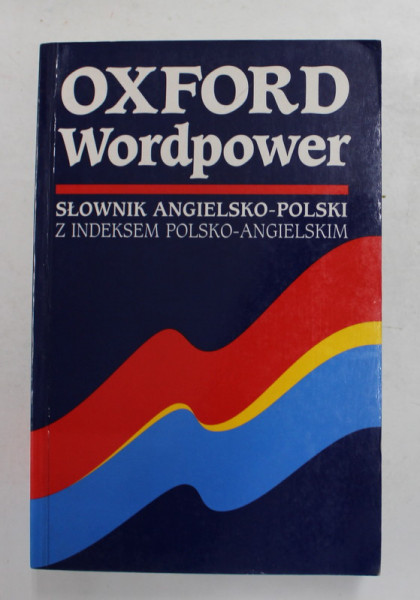 OXFORD
Wordpower
SŁOWNIK ANGIELSKO-POLSKI
Z INDEKSEM POLSKO-ANGIELSKIM